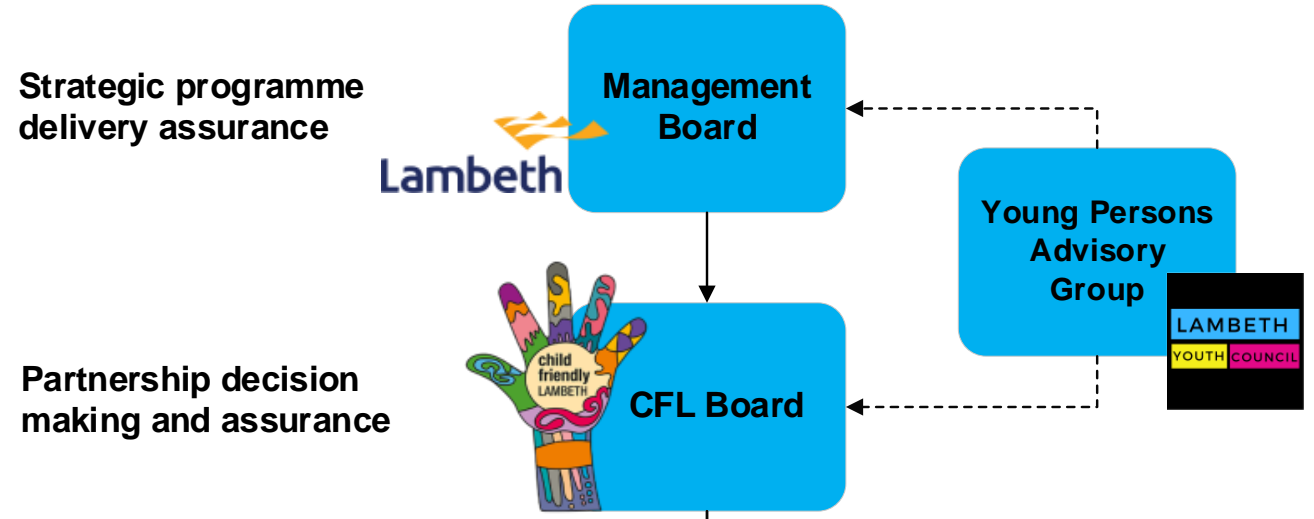 Strategic programme
delivery assurance
Lambeth
Management
Board
Young Persons
Advisory
Group
LAMBETH
YOUTH COUNCIL
Partnership decision
making and assurance
child
friendly
LAMBETH
CFL Board